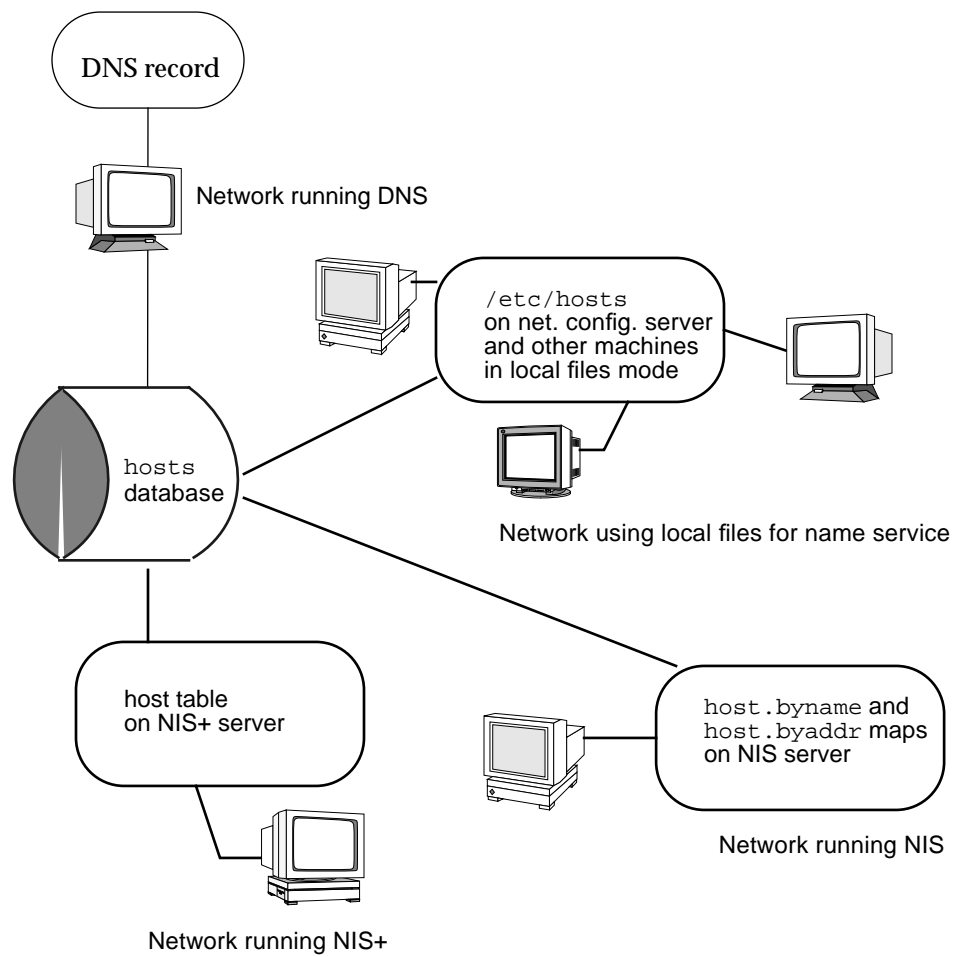 DNS record
Network running DNS
/etc/hosts
on net. config. server
and other machines
in local files mode
hosts
database
Network using local files for name service
host table
on NIS+ server
host.byname and
host.byaddr maps
on NIS server
Network running NIS
Network running NIS+